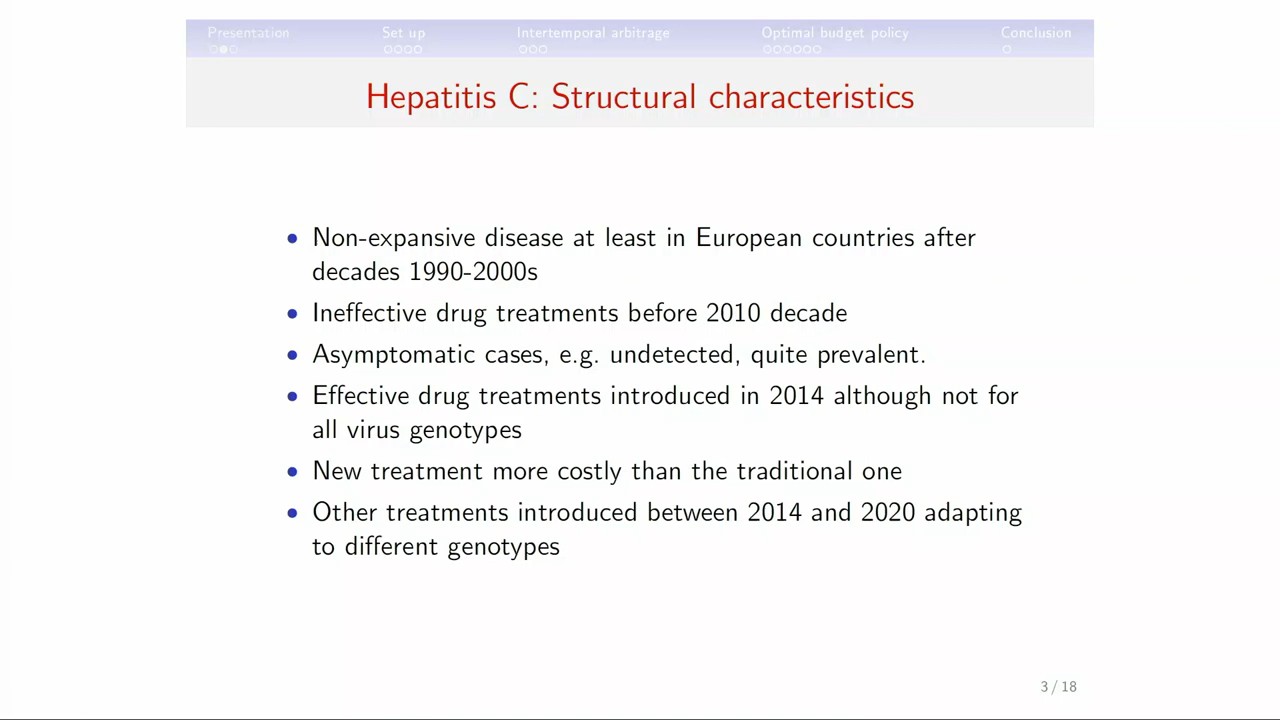 Presentation Set up Intertemporal arbitrage Optimal budget policy Conclusion
Hepatitis C: Structural characteristics
• Non-expansive disease at least in European countries after
decades 1990-2000s
• Ineffective drug treatments before 2010 decade
• Asymptomatic cases, e.g. undetected, quite prevalent.
• Effective drug treatments introduced in 2014 although not for
all virus genotypes
• New treatment more costly than the traditional one
• Other treatments introduced between 2014 and 2020 adapting
to different genotypes
3 / 18